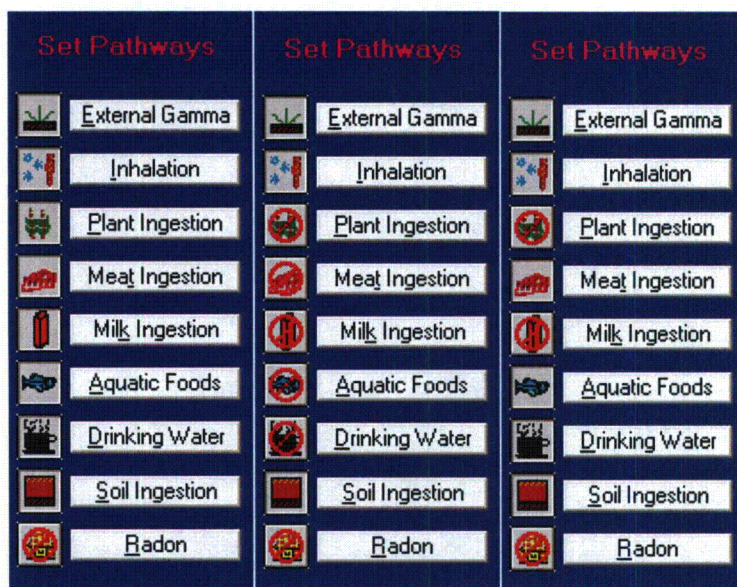 Set Pathways
External Gamma
Inhalation
Plant Ingestion
Meat Ingestion
Milk Ingestion
Aquatic Foods
Drinking Water
Soil Ingestion
Radon
Set Pathways
External Gamma
Inhalation
Plant Ingestion
Meat Ingestion
Milk Ingestion
Aquatic Foods
Drinking Water
Soil Ingestion
Radon
Set Pathways
External Gamma
Inhalation
Plant Ingestion
Meat Ingestion
Milk Ingestion
Aquatic Foods
Drinking Water
Soil Ingestion
Radon